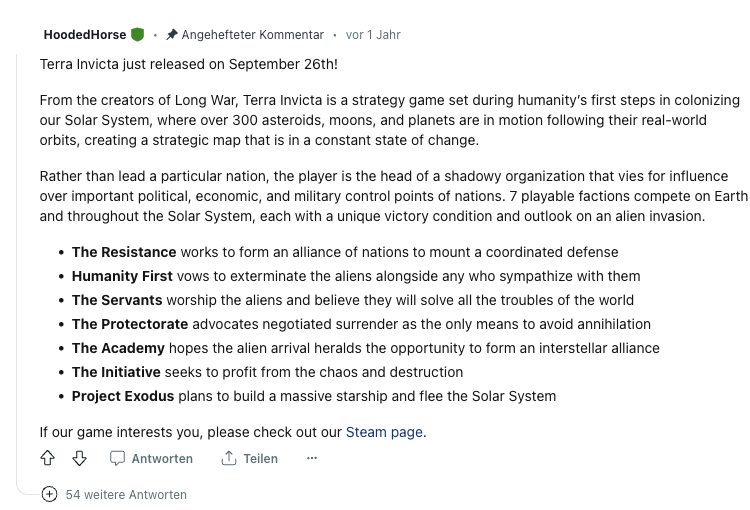 HoodedHorse · Angehefteter Kommentar · vor 1 Jahr
Terra Invicta just released on September 26th!
From the creators of Long War, Terra Invicta is a strategy game set during humanity’s first steps in colonizing
our Solar System, where over 300 asteroids, moons, and planets are in motion following their real-world
orbits, creating a strategic map that is in a constant state of change.
Rather than lead a particular nation, the player is the head of a shadowy organization that vies for influence
over important political, economic, and military control points of nations. 7 playable factions compete on Earth
and throughout the Solar System, each with a unique victory condition and outlook on an alien invasion.
• The Resistance works to form an alliance of nations to mount a coordinated defense
• Humanity First vows to exterminate the aliens alongside any who sympathize with them
• The Servants worship the aliens and believe they will solve all the troubles of the world
• The Protectorate advocates negotiated surrender as the only means to avoid annihilation
• The Academy hopes the alien arrival heralds the opportunity to form an interstellar alliance
• The Initiative seeks to profit from the chaos and destruction
• Project Exodus plans to build a massive starship and flee the Solar System
If our game interests you, please check out our Steam page.
Antworten Teilen ···
54 weitere Antworten